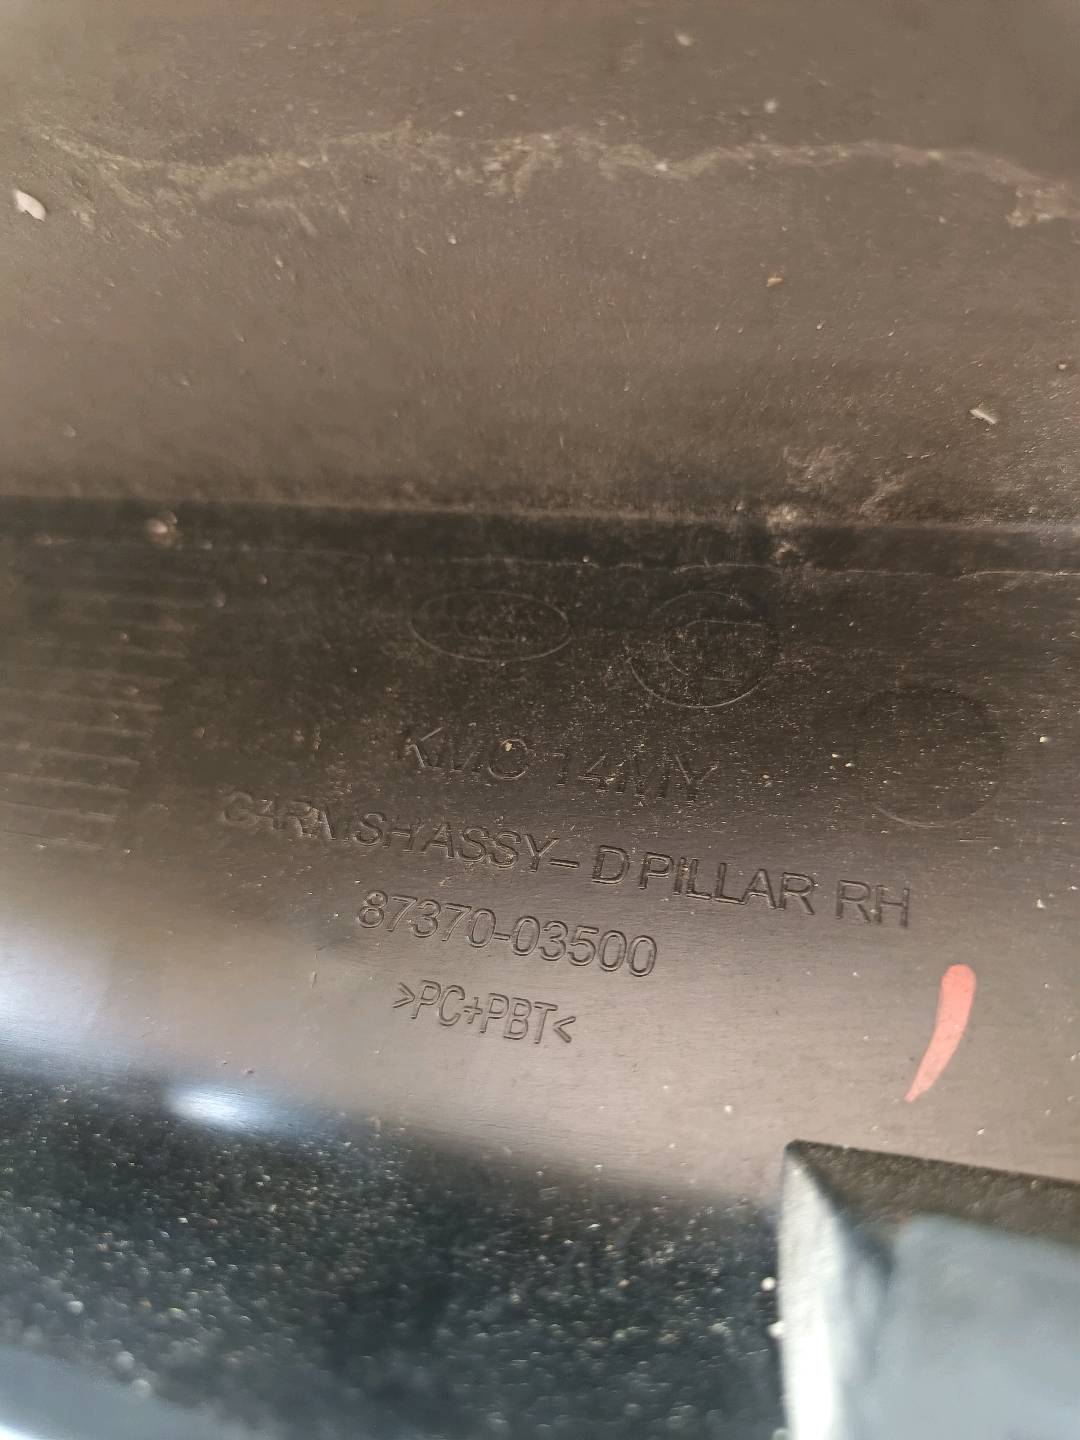 KMC 14MY
GARNISH ASSY- D PILLAR RH
87370-03500
>PC+PBT<